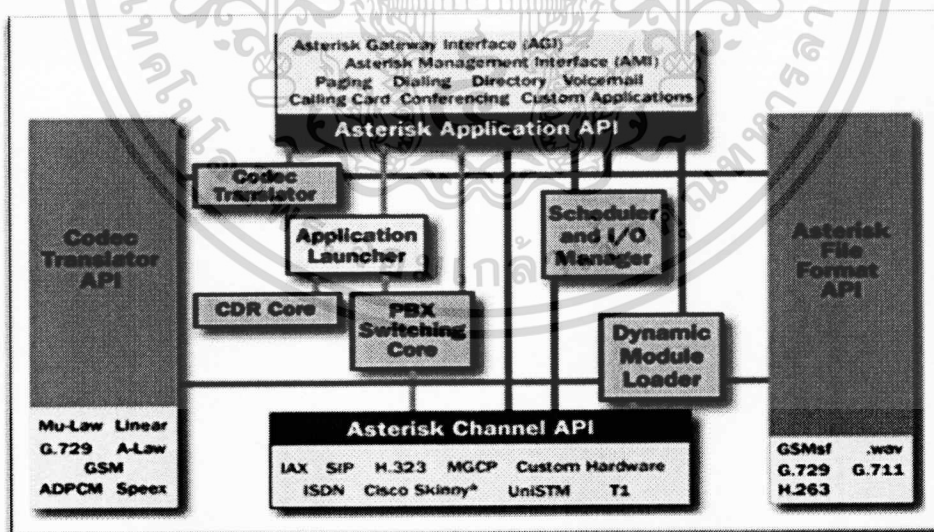 Asterisk Gateway Interface (AGI)
Asterisk Management Interface (AMI)
Paging Dialing Directory Voicemail
Calling Card Conferencing Custom Applications
Asterisk Application API
Codec
Translator
API
Mu-Law Linear
G.729 A-Law
GSM
ADPCM Speex
Codec
Translator
Application
Launcher
CDR Core
PBX
Switching
Core
Scheduler
and I/O
Manager
Dynamic
Module
Loader
Asterisk
File
Format
API
GSMsf .wav
G.729 G.711
H.263
Asterisk Channel API
IAX SIP H.323 MGCP Custom Hardware
ISDN Cisco Skinny* UniSTM T1